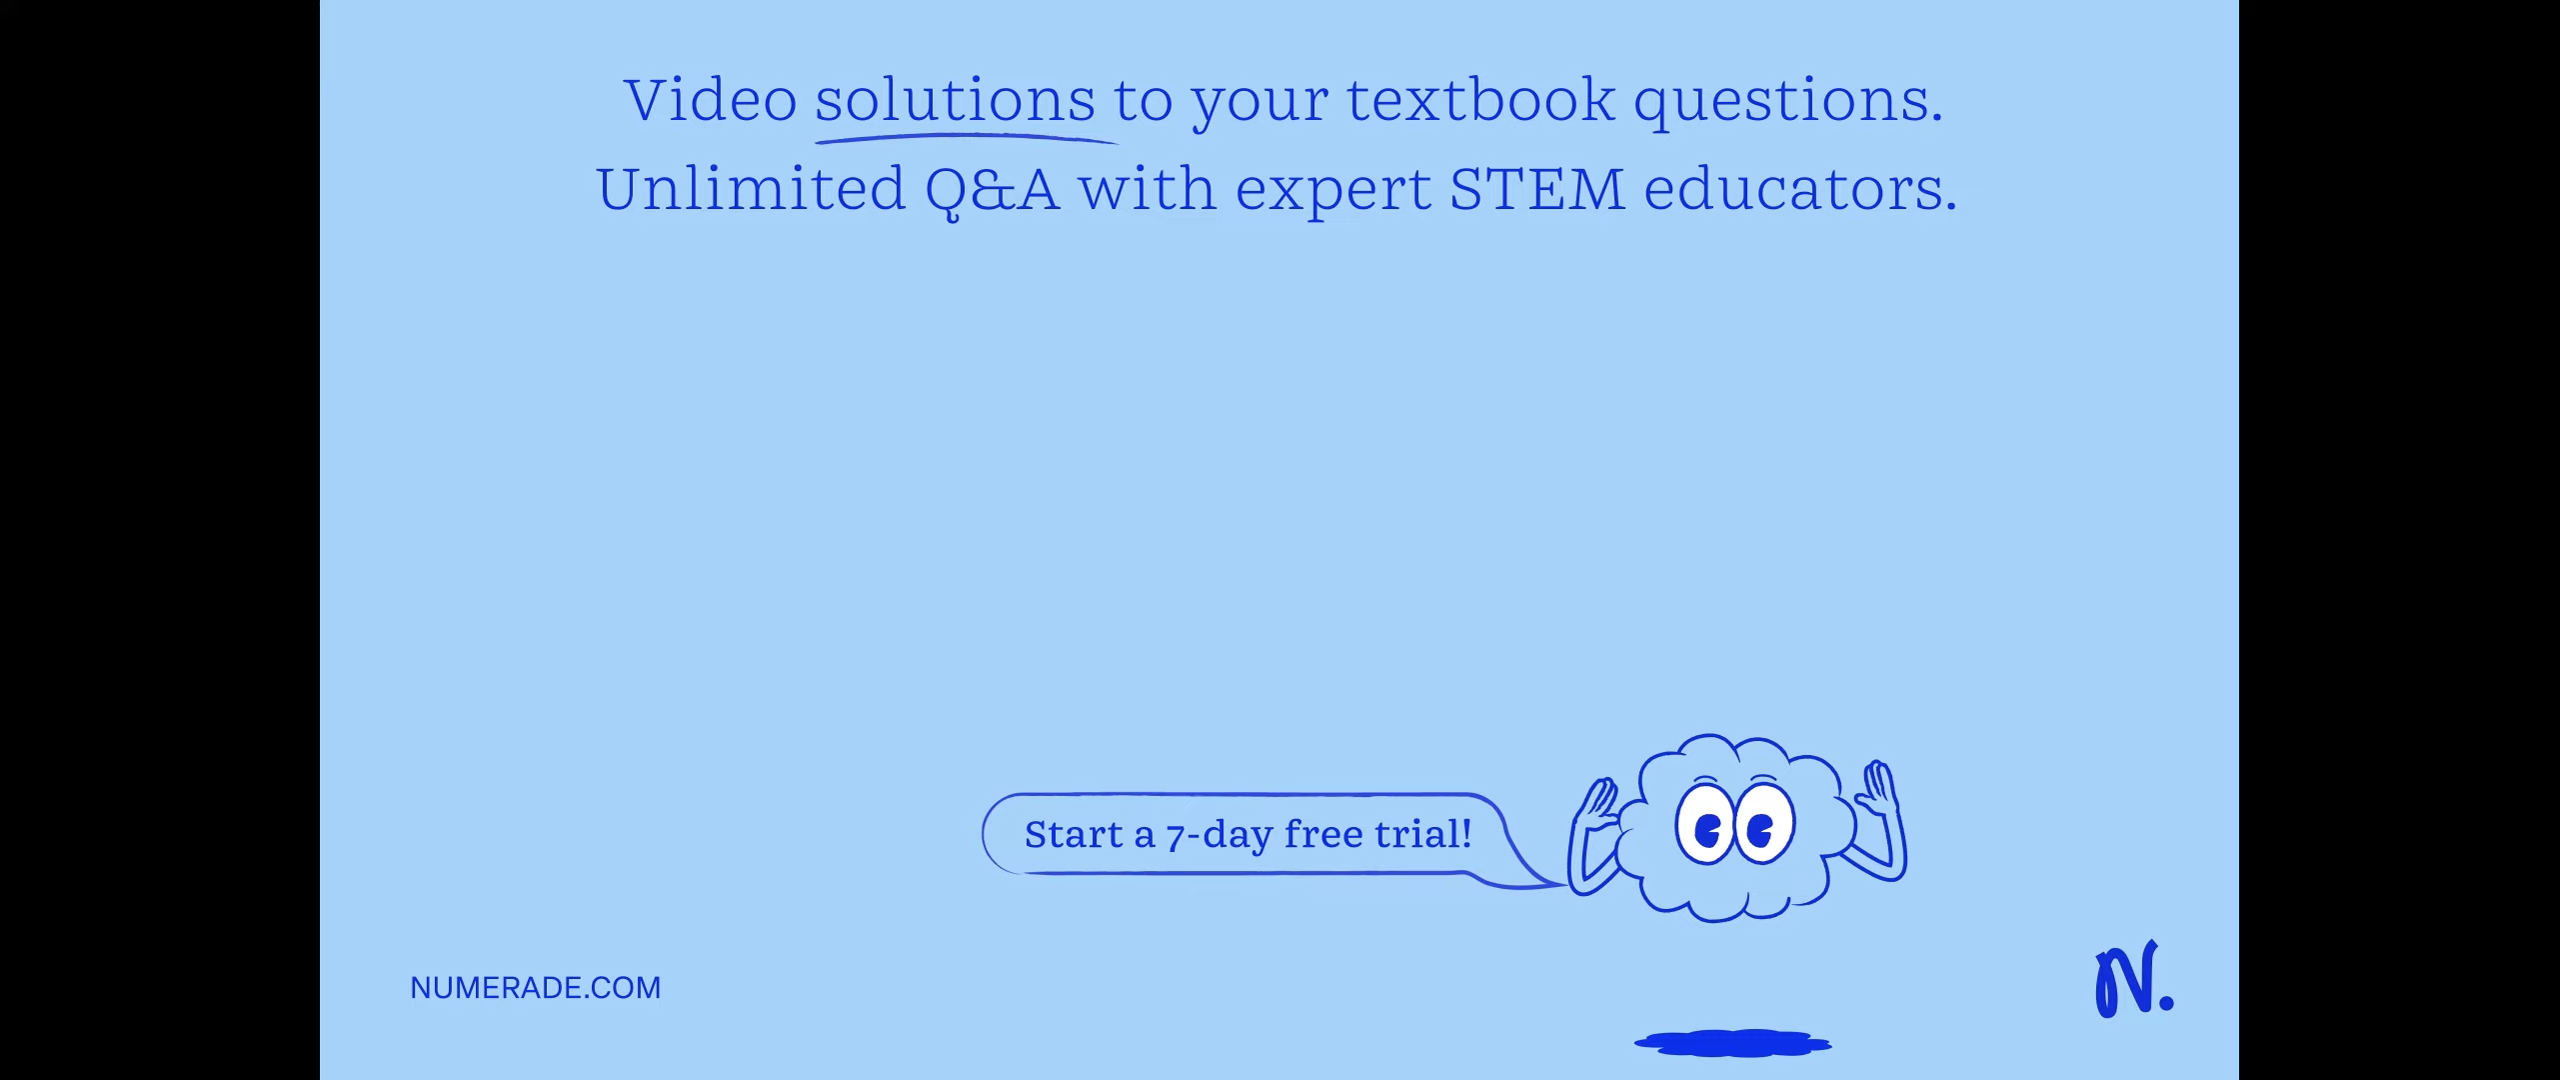 Video solutions to your textbook questions.
Unlimited Q&A with expert STEM educators.
Start a 7-day free trial!
NUMERADE.COM
N.